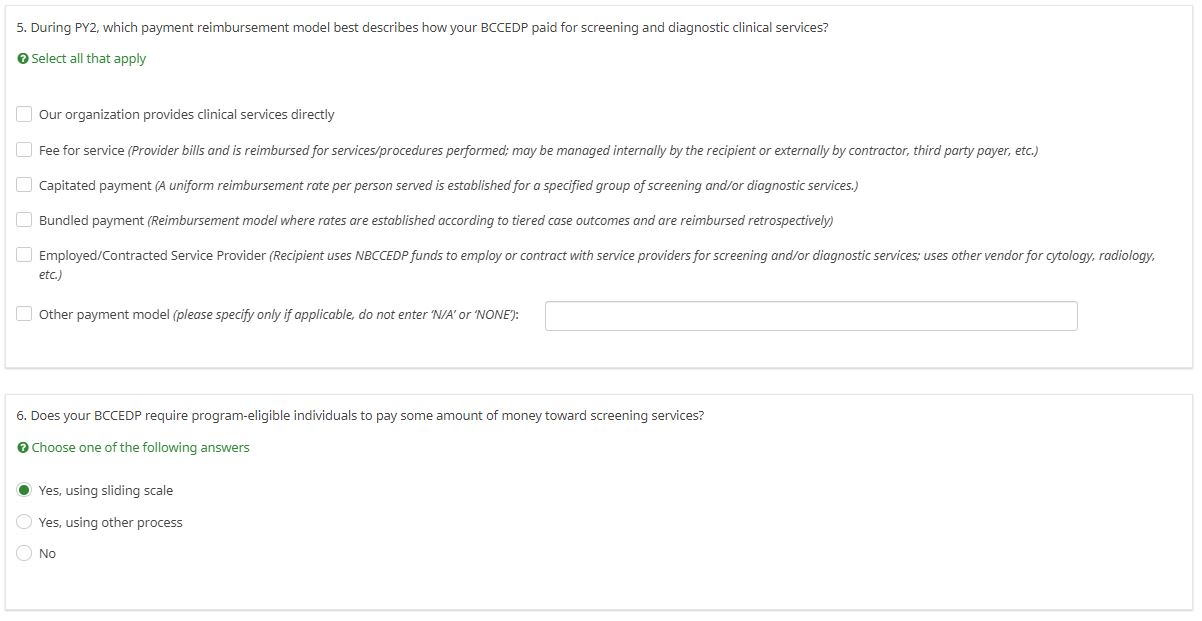 5. During PY2, which payment reimbursement model best describes how your BCCEDP paid for screening and diagnostic clinical services?
Select all that apply
Our organization provides clinical services directly
Fee for service (Provider bills and is reimbursed for services/procedures performed; may be managed internally by the recipient or externally by contractor, third party payer, etc.)
Capitated payment (A uniform reimbursement rate per person served is established for a specified group of screening and/or diagnostic services.)
Bundled payment (Reimbursement model where rates are established according to tiered case outcomes and are reimbursed retrospectively)
Employed/Contracted Service Provider (Recipient uses NBCCEDP funds to employ or contract with service providers for screening and/or diagnostic services; uses other vendor for cytology, radiology,
etc.)
Other payment model (please specify only if applicable, do not enter ‘N/A’ or ‘NONE’):
6. Does your BCCEDP require program-eligible individuals to pay some amount of money toward screening services?
Choose one of the following answers
Yes, using sliding scale
Yes, using other process
No